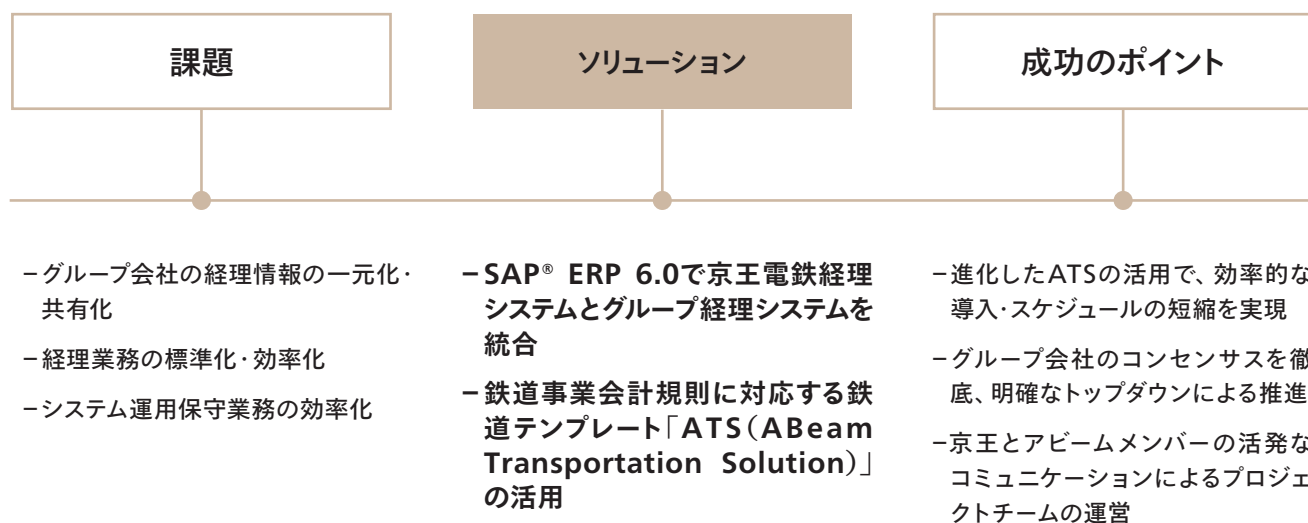 課題
－グループ会社の経理情報の一元化・
共有化
－経理業務の標準化・効率化
－システム運用保守業務の効率化
ソリューション
－SAP® ERP 6.0で京王電鉄経理
システムとグループ経理システムを
統合
－鉄道事業会計規則に対応する鉄
道テンプレート「ATS（ABeam
Transportation Solution）」
の活用
成功のポイント
－進化したATSの活用で、効率的な
導入・スケジュールの短縮を実現
－グループ会社のコンセンサスを徹
底、明確なトップダウンによる推進
－京王とアビームメンバーの活発な
コミュニケーションによるプロジェ
クトチームの運営